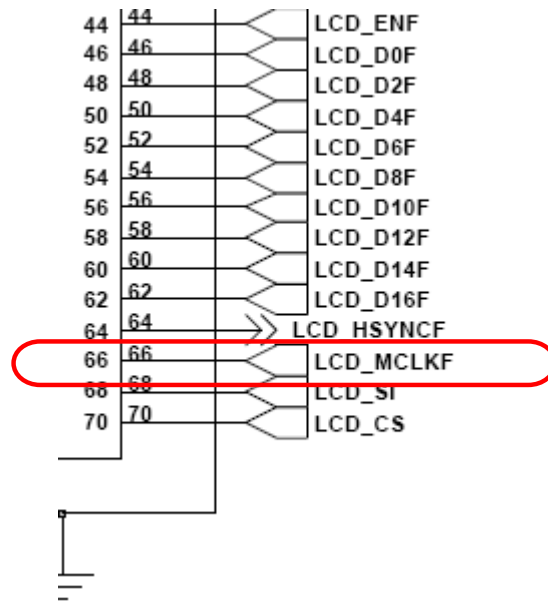 44 44 LCD_ENF
46 46 LCD_D0F
48 48 LCD_D2F
50 50 LCD_D4F
52 52 LCD_D6F
54 54 LCD_D8F
56 56 LCD_D10F
58 58 LCD_D12F
60 60 LCD_D14F
62 62 LCD_D16F
64 64 LCD_HSYNCF
66 66 LCD_MCLKF
68 68 LCD_SI
70 70 LCD_CS